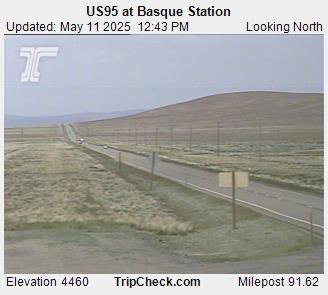 US95 at Basque Station
Updated: May 11 2025 12:43 PM Looking North
Elevation 4460 TripCheck.com Milepost 91.62